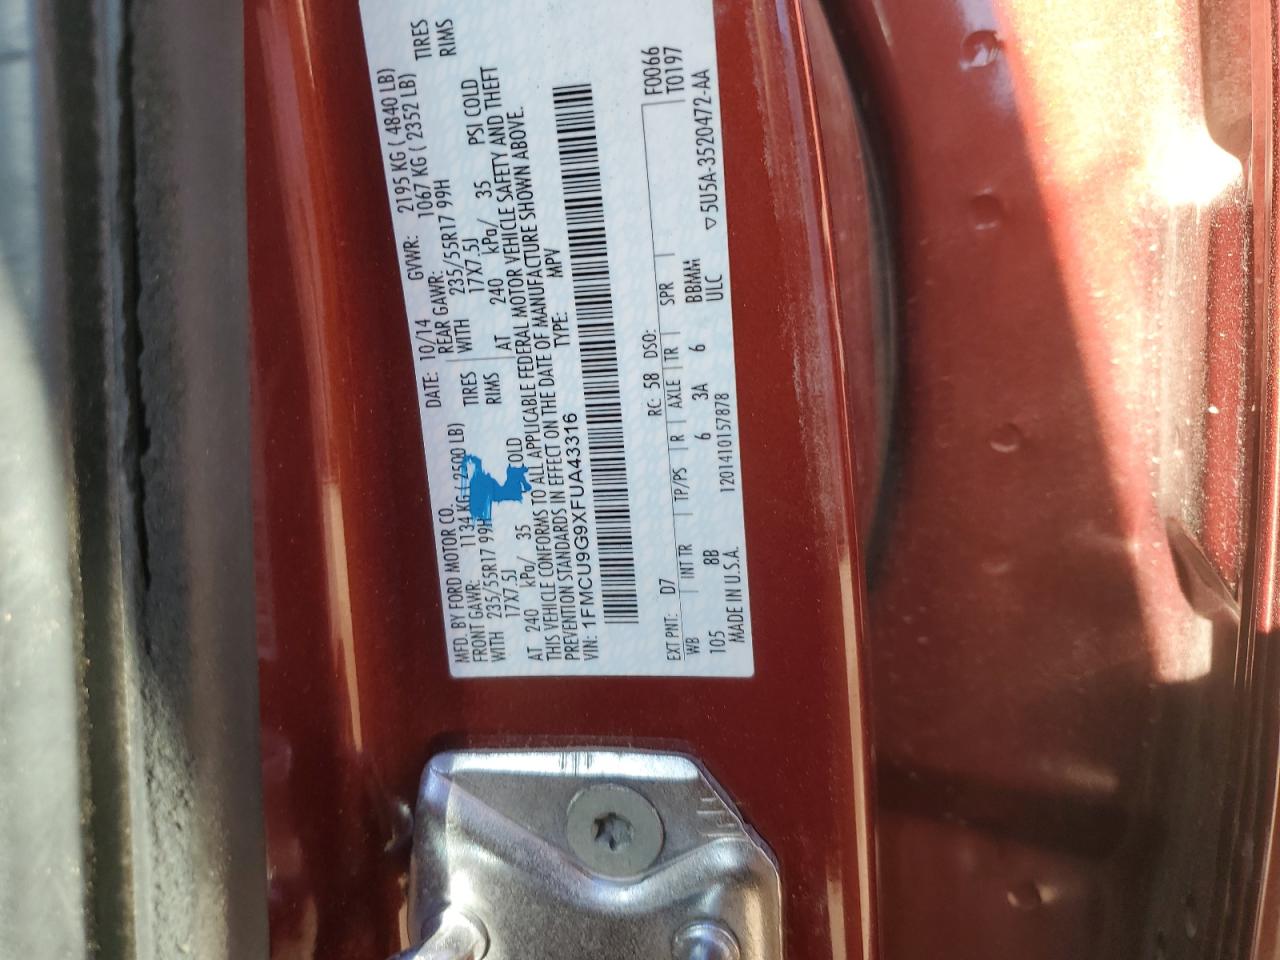 MFD. BY FORD MOTOR CO. DATE: 10/14 GVWR: 2195 KG ( 4840 LB)
FRONT GAWR: 1134 KG ( 2500 LB) REAR GAWR: 1067 KG ( 2352 LB)
WITH 235/55R17 99H TIRES WITH 235/55R17 99H TIRES
17X7.5J RIMS 17X7.5J RIMS
AT 240 kPa/ 35 OLD AT 240 kPa/ 35 PSI COLD
THIS VEHICLE CONFORMS TO ALL APPLICABLE FEDERAL MOTOR VEHICLE SAFETY AND THEFT
PREVENTION STANDARDS IN EFFECT ON THE DATE OF MANUFACTURE SHOWN ABOVE.
VIN: 1FMCU9G9XFUA43316 TYPE: MPV
F0066
T0197
EXT PNT: D7 RC: 58 DSO:
WB INT TR TP/PS R AXLE TR SPR
105 8B 6 3A 6 BBMM
MADE IN U.S.A. 1201410157878 ULC ▽5U5A-3520472-AA